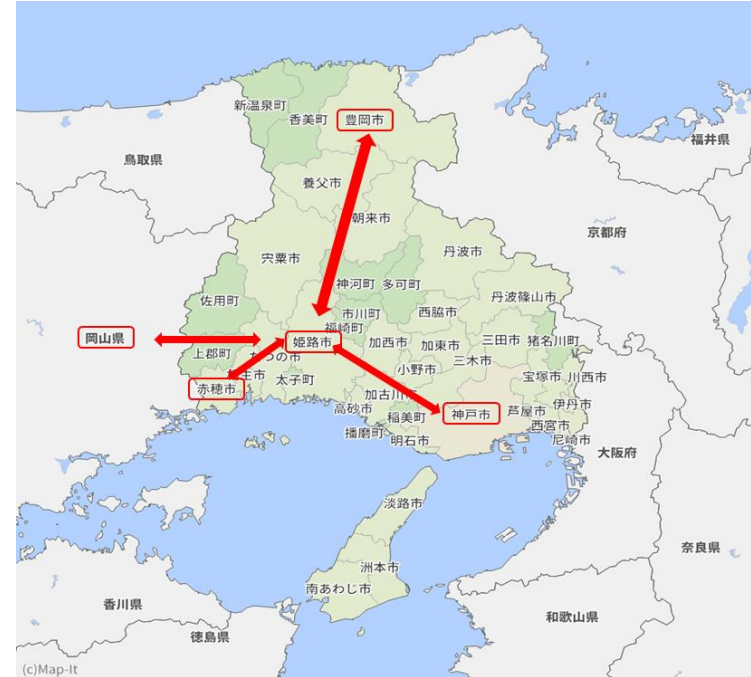 新温泉町
香美町
豊岡市
福井県
鳥取県
養父市
朝来市
京都府
宍粟市
丹波市
神河町
多可町
佐用町
丹波篠山市
市川町
西脇市
福崎町
岡山県
姫路市
加西市
加東市
三田市
猪名川町
上郡町
つの市
小野市
三木市
赤穂市
生市
太子町
宝塚市
川西市
加古川市
高砂市
稲美町
神戸市
芦屋市
伊丹市
西宮市
播磨町
明石市
尼崎市
大阪府
淡路市
奈良県
洲本市
南あわじ市
香川県
和歌山県
徳島県
(c)Map-It